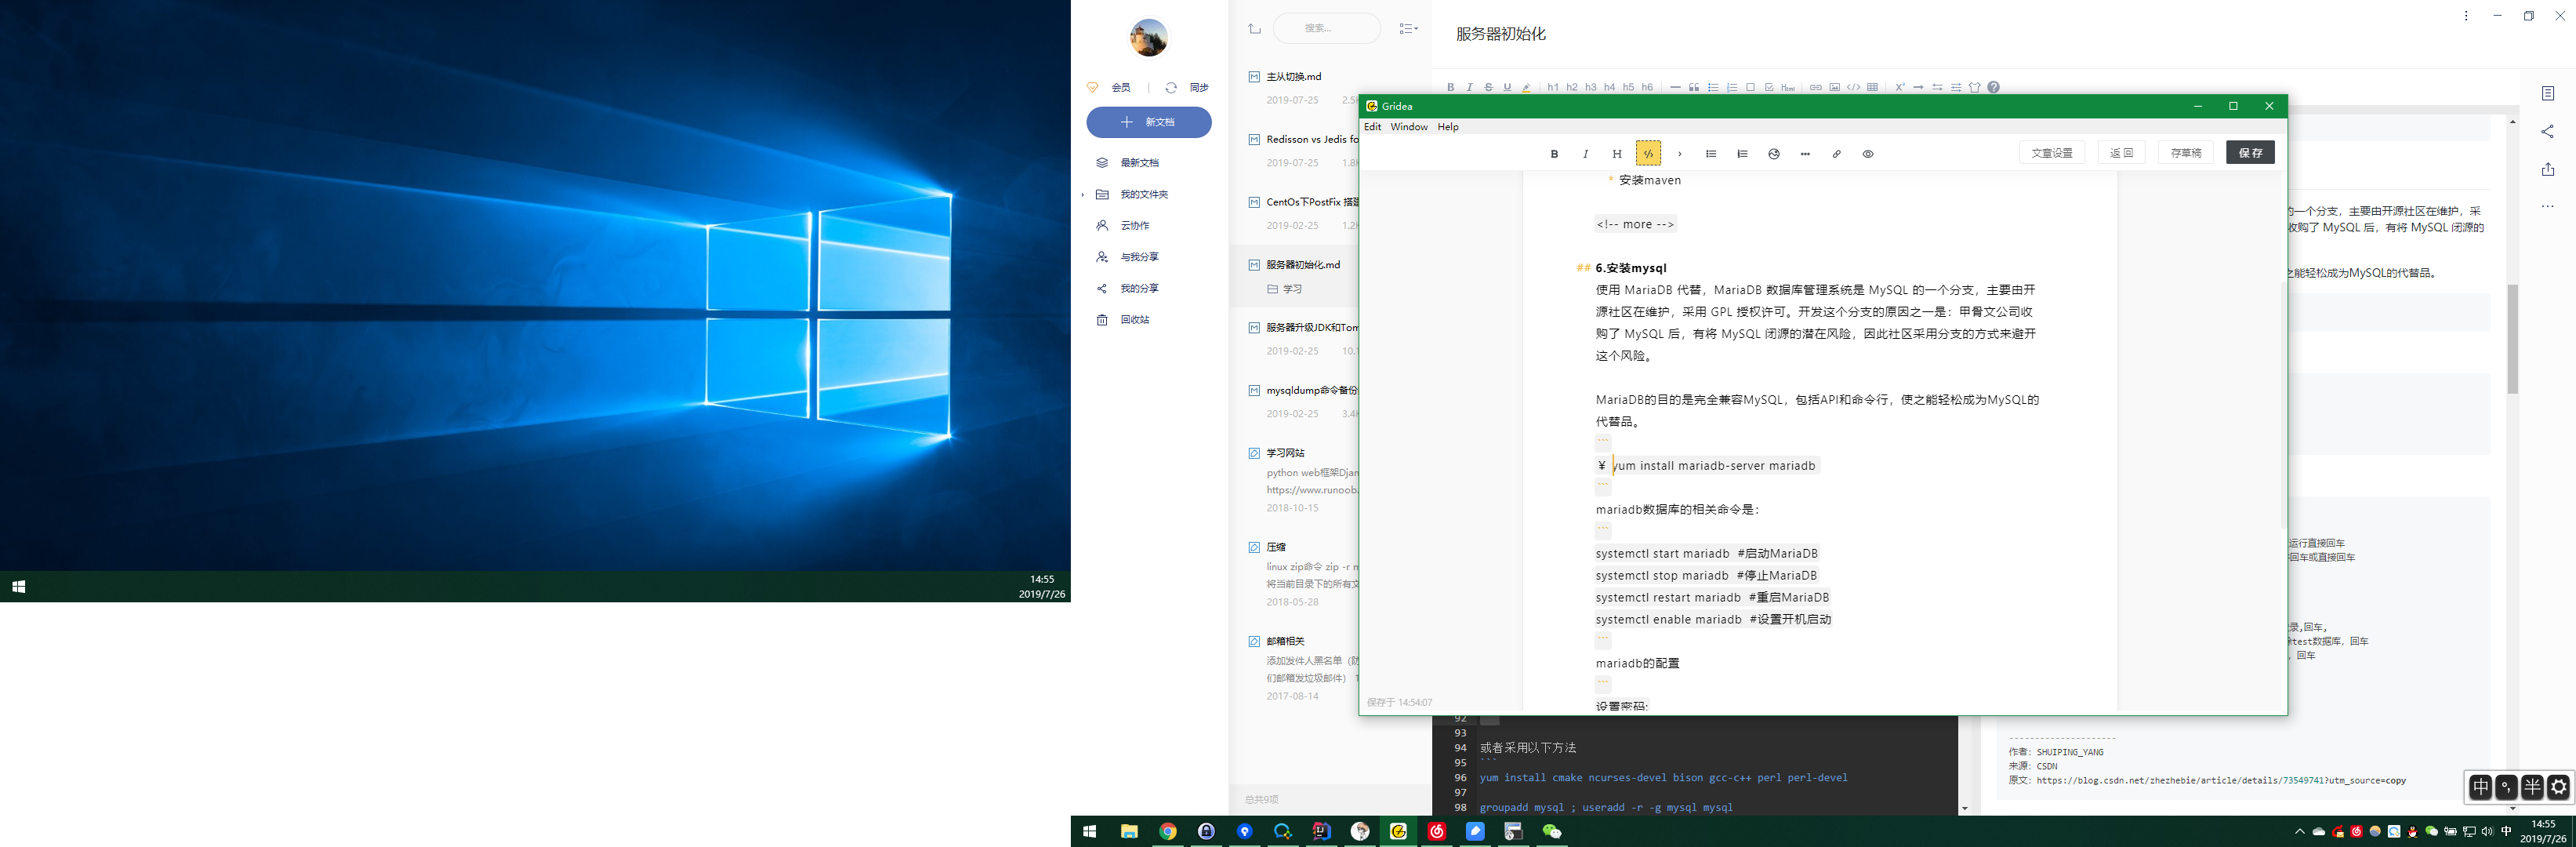 14:55
2019/7/26
会员
同步
新文档
最新文档
我的文件夹
云协作
与我分享
我的分享
回收站
搜索...
主从切换.md
2019-07-25 2.5
Redisson vs Jedis fo
2019-07-25 1.8
CentOs下PostFix 搭
2019-02-25 1.2
服务器初始化.md
学习
服务器升级JDK和Tom
2019-02-25 10.1
mysqldump命令备份
2019-02-25 3.4
学习网站
python web框架Djan
https://www.runoob.
2018-10-15
压缩
linux zip命令 zip -r m
将当前目录下的所有文
2018-05-28
邮箱相关
添加发件人黑名单（防
们邮箱发垃圾邮件） 1
2017-08-14
总共9项
服务器初始化
B I S U h1 h2 h3 h4 h5 h6 Html X
Gridea
Edit Window Help
B I H
文章设置 返 回 存草稿 保 存
* 安装maven
<!-- more -->
## 6.安装mysql
使用 MariaDB 代替，MariaDB 数据库管理系统是 MySQL 的一个分支，主要由开
源社区在维护，采用 GPL 授权许可。开发这个分支的原因之一是：甲骨文公司收
购了 MySQL 后，有将 MySQL 闭源的潜在风险，因此社区采用分支的方式来避开
这个风险。
MariaDB的目的是完全兼容MySQL，包括API和命令行，使之能轻松成为MySQL的
代替品。
```
¥ yum install mariadb-server mariadb
```
mariadb数据库的相关命令是：
```
systemctl start mariadb  #启动MariaDB
systemctl stop mariadb  #停止MariaDB
systemctl restart mariadb  #重启MariaDB
systemctl enable mariadb  #设置开机启动
```
mariadb的配置
```
设置密码:
保存于 14:54:07
的一个分支，主要由开源社区在维护，采
收购了 MySQL 后，有将 MySQL 闭源的
之能轻松成为MySQL的代替品。
运行直接回车
回车或直接回车
录,回车,
test数据库，回车
，回车
92
93
94 或者采用以下方法
95 ```
96 yum install cmake ncurses-devel bison gcc-c++ perl perl-devel
97
98 groupadd mysql ; useradd -r -g mysql mysql
---------------------
作者：SHUIPING_YANG
来源：CSDN
原文：https://blog.csdn.net/zhezhebie/article/details/73549741?utm_source=copy
中 °, 半
中
14:55
2019/7/26